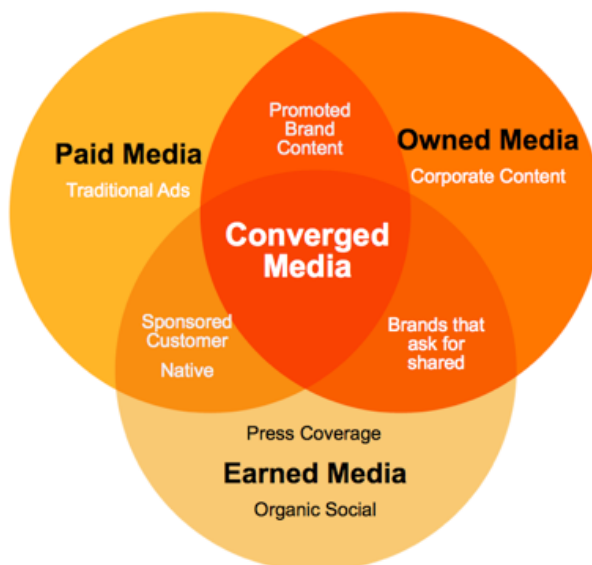 Promoted
Brand
Content
Paid Media
Traditional Ads
Owned Media
Corporate Content
Converged
Media
Sponsored
Customer
Native
Brands that
ask for
shared
Press Coverage
Earned Media
Organic Social